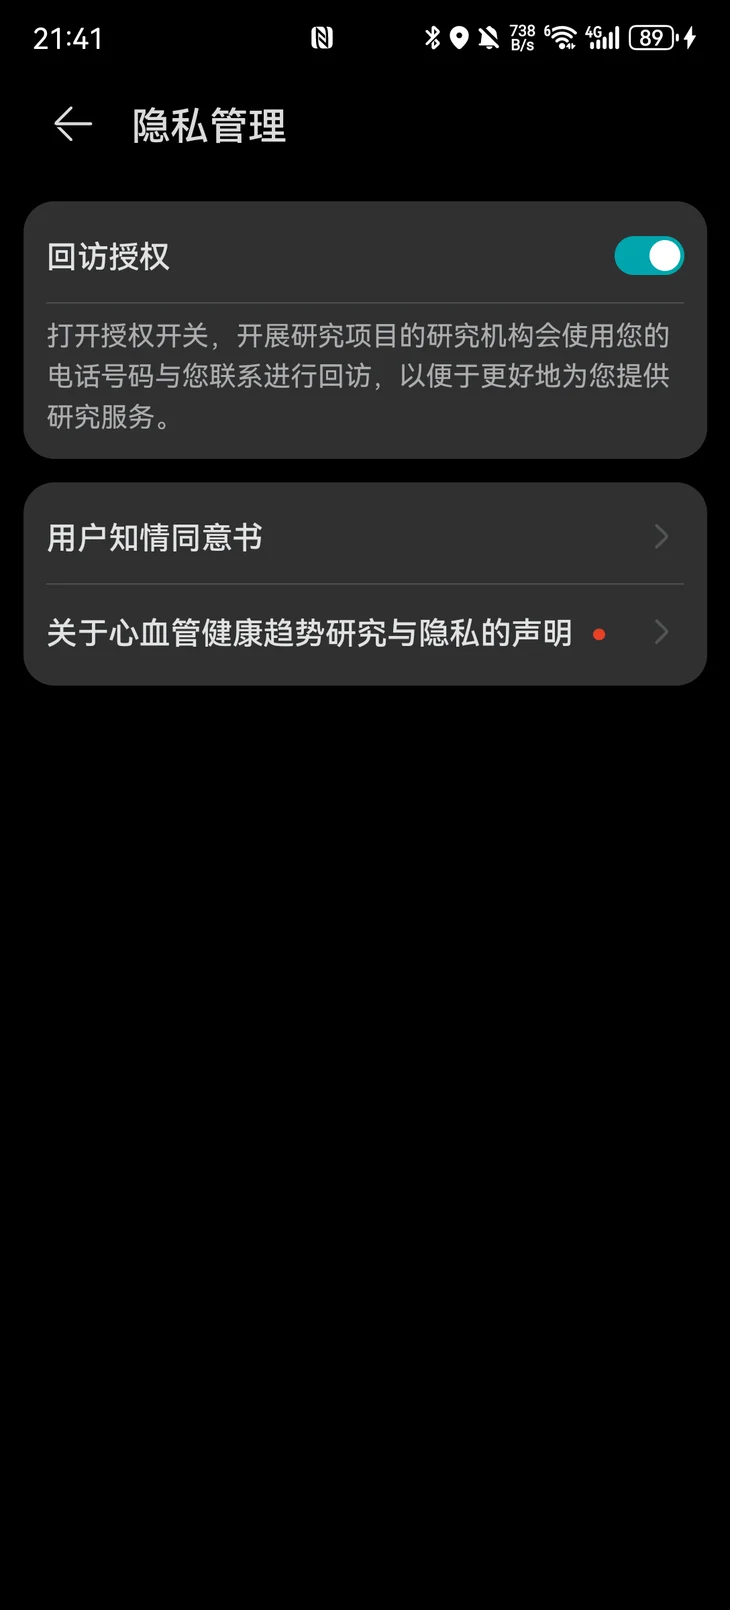 21:41
738
B/s
6
4G
89
隐私管理
回访授权
打开授权开关，开展研究项目的研究机构会使用您的
电话号码与您联系进行回访，以便于更好地为您提供
研究服务。
用户知情同意书
关于心血管健康趋势研究与隐私的声明